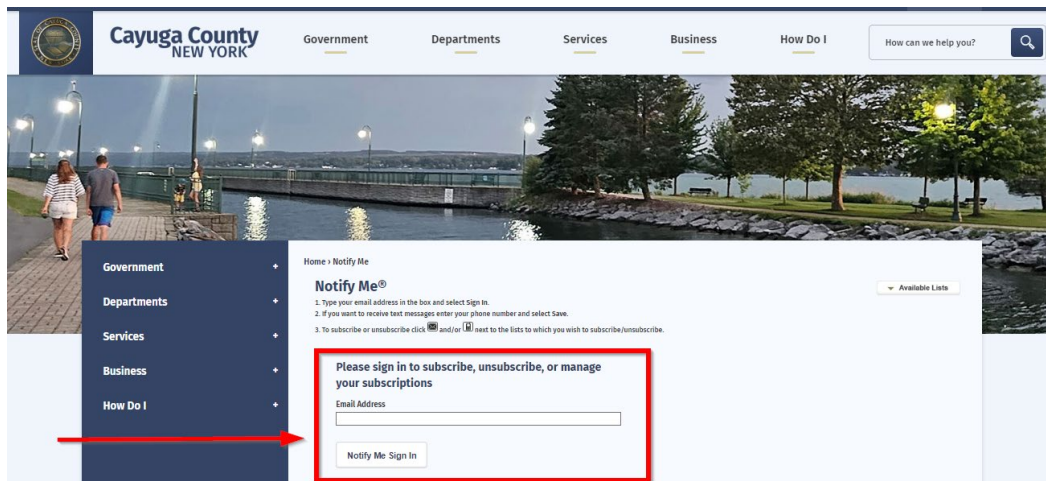 Cayuga County
NEW YORK
Government
Departments
Services
Business
How Do I
How can we help you?
Government +
Departments +
Services +
Business +
How Do I +
Home › Notify Me
Notify Me®
Available Lists
1. Type your email address in the box and select Sign In.
2. If you want to receive text messages enter your phone number and select Save.
3. To subscribe or unsubscribe click and/or next to the lists to which you wish to subscribe/unsubscribe.
Please sign in to subscribe, unsubscribe, or manage
your subscriptions
Email Address
Notify Me Sign In